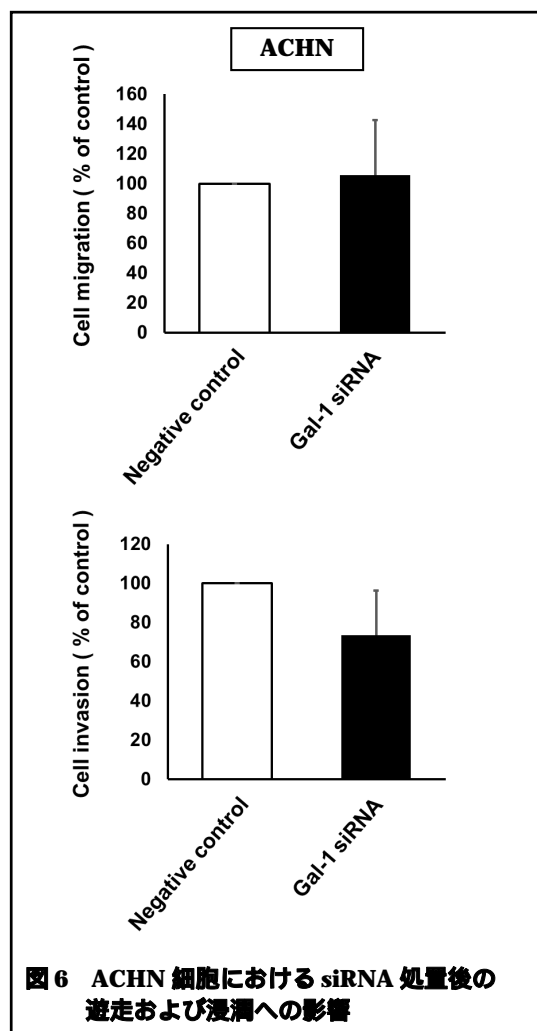 ACHN
Cell migration ( % of control )
160
140
120
100
80
60
40
20
0
Negative control
Gal-1 siRNA
Cell invasion ( % of control )
120
100
80
60
40
20
0
Negative control
Gal-1 siRNA
図 6 ACHN 細胞における siRNA 処置後の
遊走および浸潤への影響